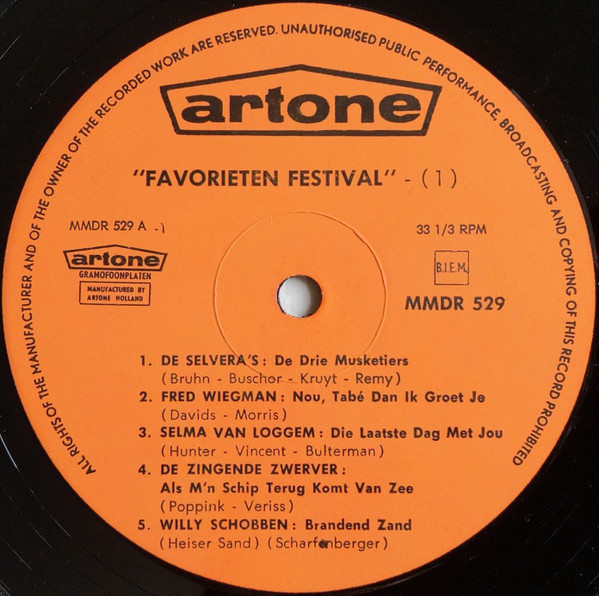 ALL RIGHTS OF THE MANUFACTURER AND OF THE OWNER OF THE RECORDED WORK ARE RESERVED. UNAUTHORISED PUBLIC PERFORMANCE, BROADCASTING AND COPYING OF THIS RECORD PROHIBITED
artone
"FAVORIETEN FESTIVAL" - (1)
MMDR 529 A -1
33 1/3 RPM
artone
GRAMOFOONPLATEN
MANUFACTURED BY
ARTONE HOLLAND
B.I.E.M.
MMDR 529
1. DE SELVERA'S: De Drie Musketiers
(Bruhn - Buschor - Kruyt - Remy)
2. FRED WIEGMAN: Nou, Tabé Dan Ik Groet Je
(Davids - Morris)
3. SELMA VAN LOGGEM: Die Laatste Dag Met Jou
(Hunter - Vincent - Bulterman)
4. DE ZINGENDE ZWERVER:
Als M'n Schip Terug Komt Van Zee
(Poppink - Veriss)
5. WILLY SCHOBBEN: Brandend Zand
(Heiser Sand) (Scharfenberger)